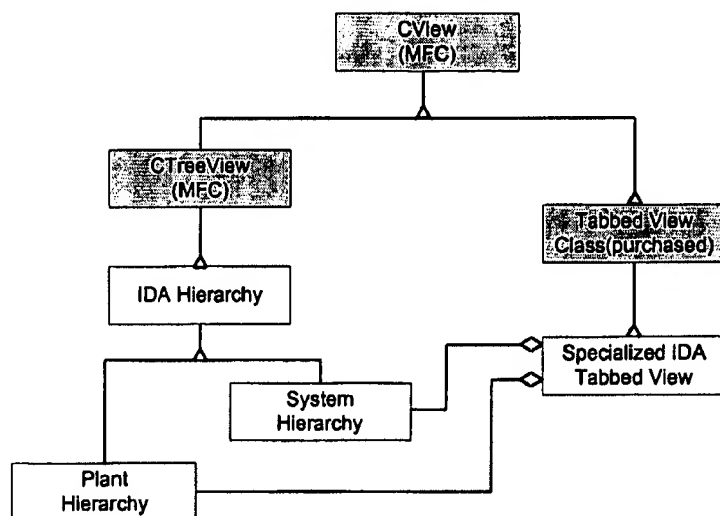 CView
(MFC)
CTreeView
(MFC)
Tabbed View
Class(purchased)
IDA Hierarchy
Specialized IDA
Tabbed View
System
Hierarchy
Plant
Hierarchy